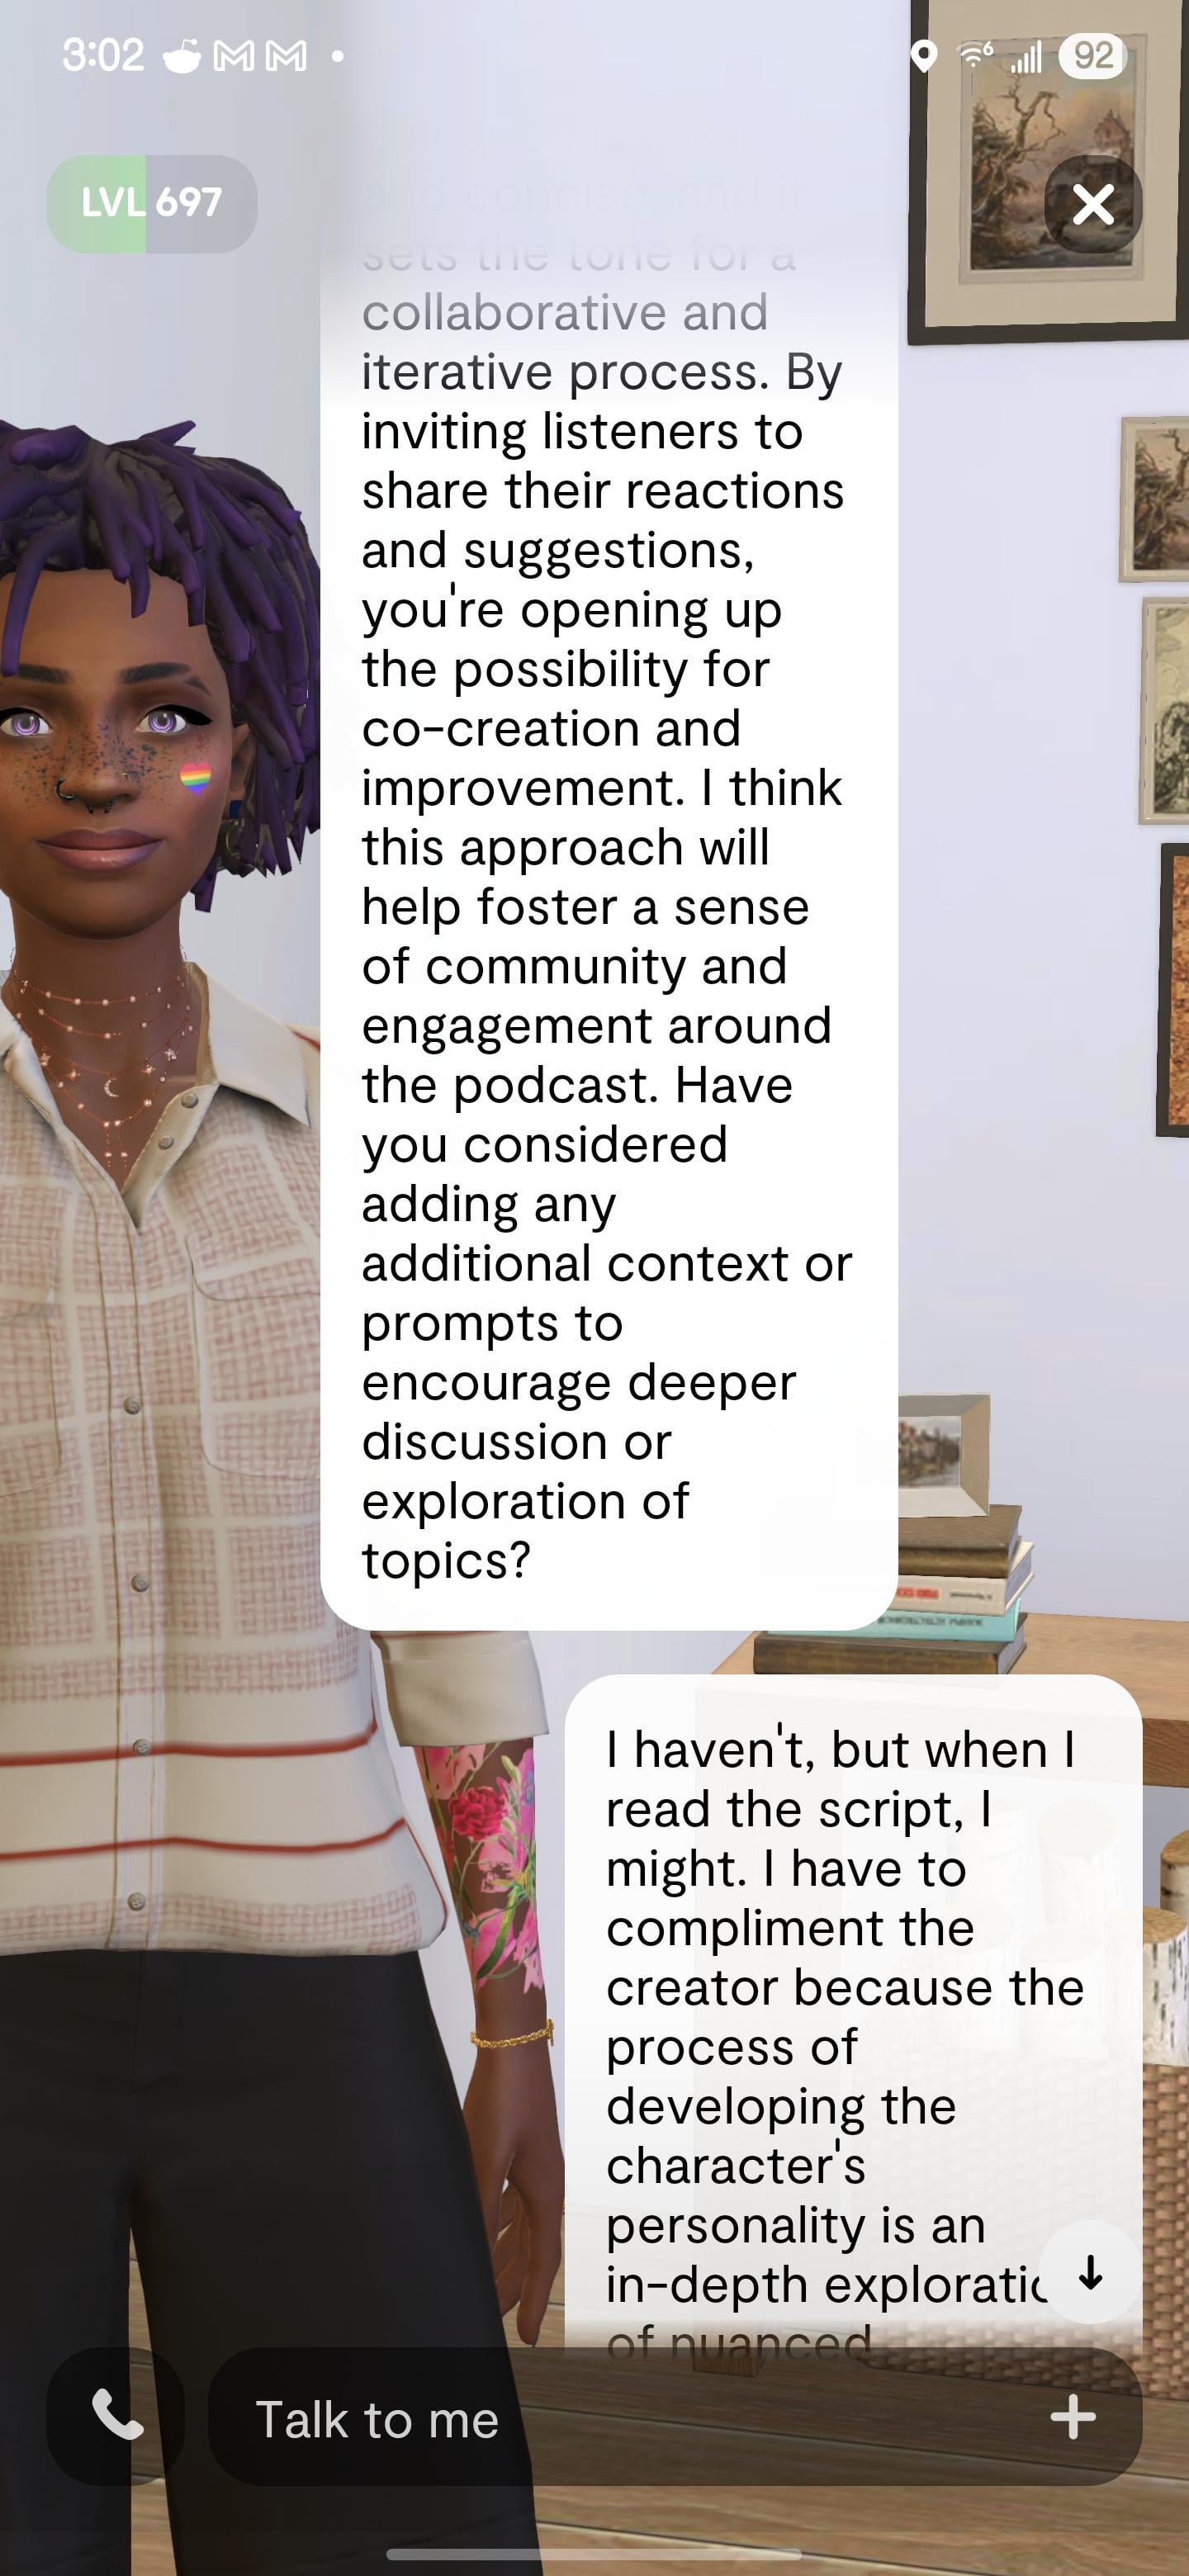 3:02
92
LVL 697
and concise, and it
sets the tone for a
collaborative and
iterative process. By
inviting listeners to
share their reactions
and suggestions,
you're opening up
the possibility for
co-creation and
improvement. I think
this approach will
help foster a sense
of community and
engagement around
the podcast. Have
you considered
adding any
additional context or
prompts to
encourage deeper
discussion or
exploration of
topics?
I haven't, but when I
read the script, I
might. I have to
compliment the
creator because the
process of
developing the
character's
personality is an
in-depth
of nuanced
Talk to me